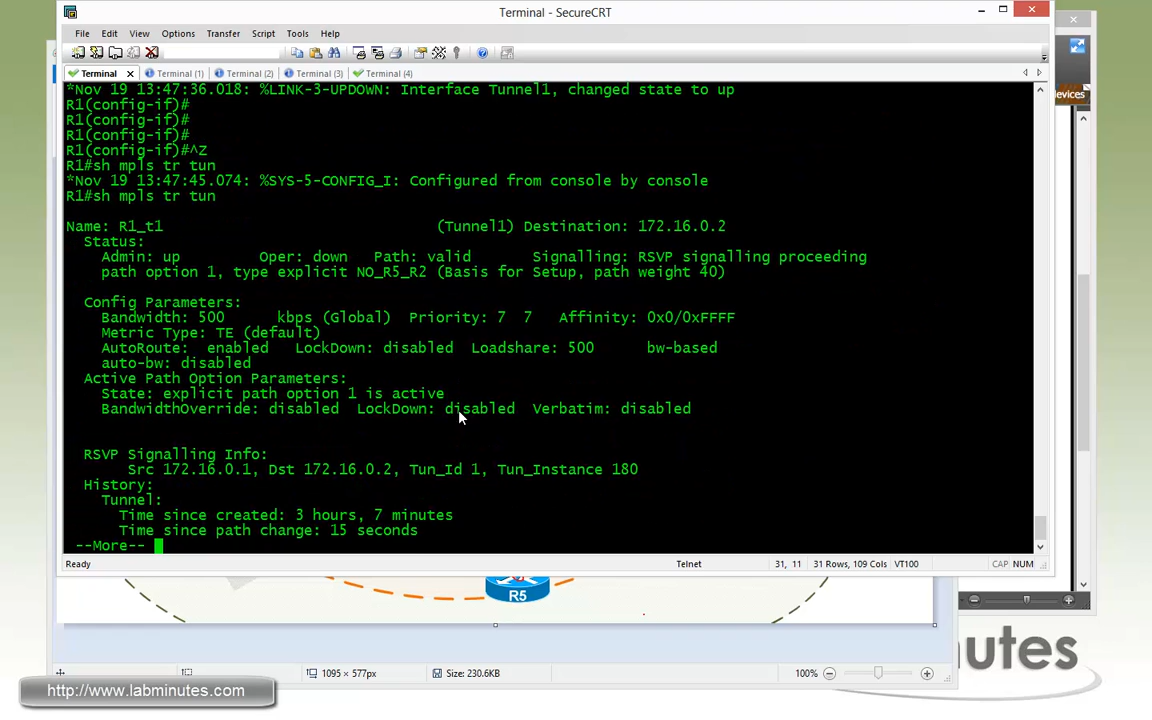 Terminal - SecureCRT
File Edit View Options Transfer Script Tools Help
Terminal Terminal (1) Terminal (2) Terminal (3) Terminal (4)
*Nov 19 13:47:36.018: %LINK-3-UPDOWN: Interface Tunnel1, changed state to up
R1(config-if)#
R1(config-if)#
R1(config-if)#
R1(config-if)#^Z
R1#sh mpls tr tun
*Nov 19 13:47:45.074: %SYS-5-CONFIG_I: Configured from console by console
R1#sh mpls tr tun
Name: R1_t1 (Tunnel1) Destination: 172.16.0.2
Status:
Admin: up Oper: down Path: valid Signalling: RSVP signalling proceeding
path option 1, type explicit NO_R5_R2 (Basis for Setup, path weight 40)
Config Parameters:
Bandwidth: 500 kbps (Global) Priority: 7 7 Affinity: 0x0/0xFFFF
Metric Type: TE (default)
AutoRoute: enabled LockDown: disabled Loadshare: 500 bw-based
auto-bw: disabled
Active Path Option Parameters:
State: explicit path option 1 is active
BandwidthOverride: disabled LockDown: disabled Verbatim: disabled
RSVP Signalling Info:
Src 172.16.0.1, Dst 172.16.0.2, Tun_Id 1, Tun_Instance 180
History:
Tunnel:
Time since created: 3 hours, 7 minutes
Time since path change: 15 seconds
--More--
Ready Telnet 31, 11 31 Rows, 109 Cols VT100 CAP NUM
evices
R5
nutes
1095 × 577px Size: 230.6KB 100%
http://www.labminutes.com